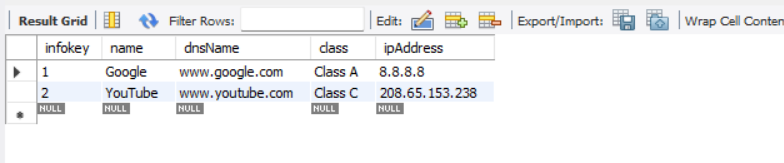 Result Grid Filter Rows: Edit: Export/Import: Wrap Cell Conten
infokey name dnsName class ipAddress
1 Google www.google.com Class A 8.8.8.8
2 YouTube www.youtube.com Class C 208.65.153.238
NULL NULL NULL NULL NULL